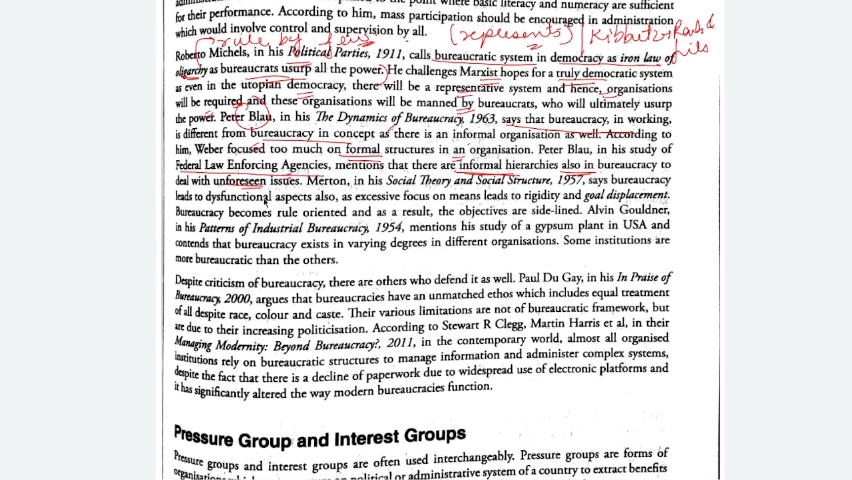 for their performance. According to him, mass participation should be encouraged in administration
which would involve control and supervision by all.
rule by few
(represents)
Roberto Michels, in his Political Parties, 1911, calls bureaucratic system in democracy as iron law of
oligarchy as bureaucrats usurp all the power. He challenges Marxist hopes for a truly democratic system
as even in the utopian democracy, there will be a representative system and hence, organisations
will be required and these organisations will be manned by bureaucrats, who will ultimately usurp
the power. Peter Blau, in his The Dynamics of Bureaucracy, 1963, says that bureaucracy, in working,
is different from bureaucracy in concept as there is an informal organisation as well. According to
him, Weber focused too much on formal structures in an organisation. Peter Blau, in his study of
Federal Law Enforcing Agencies, mentions that there are informal hierarchies also in bureaucracy to
deal with unforeseen issues. Merton, in his Social Theory and Social Structure, 1957, says bureaucracy
leads to dysfunctional aspects also, as excessive focus on means leads to rigidity and goal displacement.
Bureaucracy becomes rule oriented and as a result, the objectives are side-lined. Alvin Gouldner,
in his Patterns of Industrial Bureaucracy, 1954, mentions his study of a gypsum plant in USA and
contends that bureaucracy exists in varying degrees in different organisations. Some institutions are
more bureaucratic than the others.
Despite criticism of bureaucracy, there are others who defend it as well. Paul Du Gay, in his In Praise of
Bureaucracy, 2000, argues that bureaucracies have an unmatched ethos which includes equal treatment
of all despite race, colour and caste. Their various limitations are not of bureaucratic framework, but
are due to their increasing politicisation. According to Stewart R Clegg, Martin Harris et al, in their
Managing Modernity: Beyond Bureaucracy?, 2011, in the contemporary world, almost all organised
institutions rely on bureaucratic structures to manage information and administer complex systems,
despite the fact that there is a decline of paperwork due to widespread use of electronic platforms and
it has significantly altered the way modern bureaucracies function.
Pressure Group and Interest Groups
Pressure groups and interest groups are often used interchangeably. Pressure groups are forms of
political or administrative system of a country to extract benefits